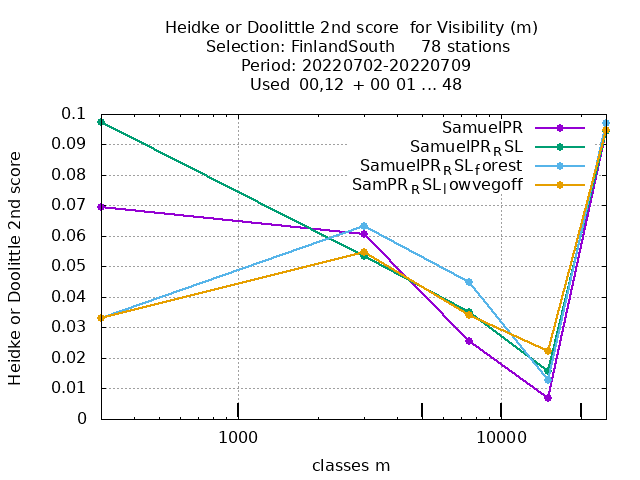 Heidke or Doolittle 2nd score  for Visibility (m)
Selection: FinlandSouth     78 stations
Period: 20220702-20220709
Used  00,12  + 00 01 ... 48
Heidke or Doolittle 2nd score
0.1
0.09
0.08
0.07
0.06
0.05
0.04
0.03
0.02
0.01
0
SamuelPR
SamuelPR_RSL
SamuelPR_RSL_forest
SamPR_RSL_lowvegoff
1000
10000
classes m